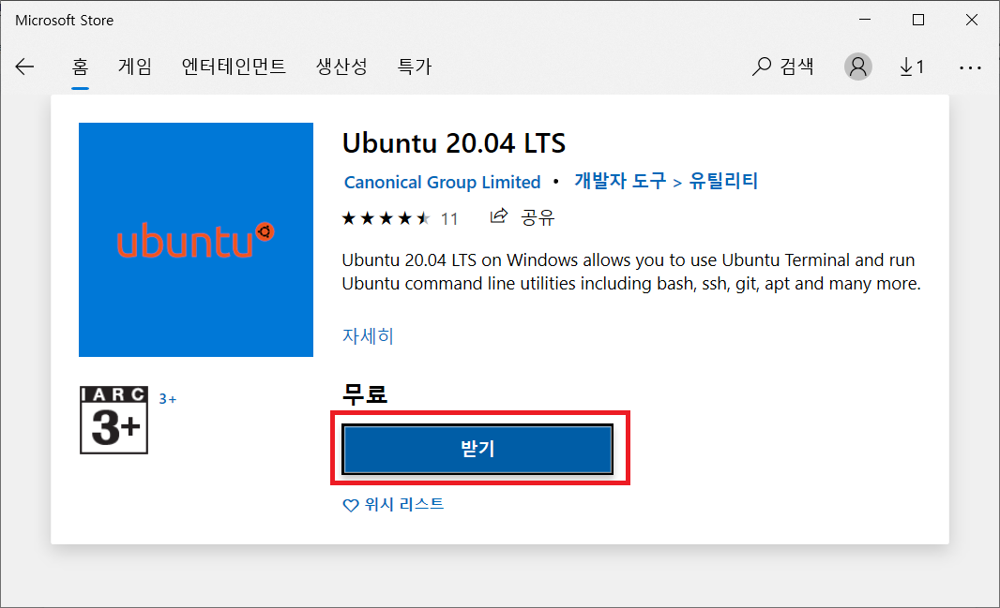 Microsoft Store
홈 게임 엔터테인먼트 생산성 특가 검색 1
ubuntu
Ubuntu 20.04 LTS
Canonical Group Limited • 개발자 도구 > 유틸리티
11 공유
Ubuntu 20.04 LTS on Windows allows you to use Ubuntu Terminal and run
Ubuntu command line utilities including bash, ssh, git, apt and many more.
자세히
IARC
3+
3+
무료
받기
위시 리스트